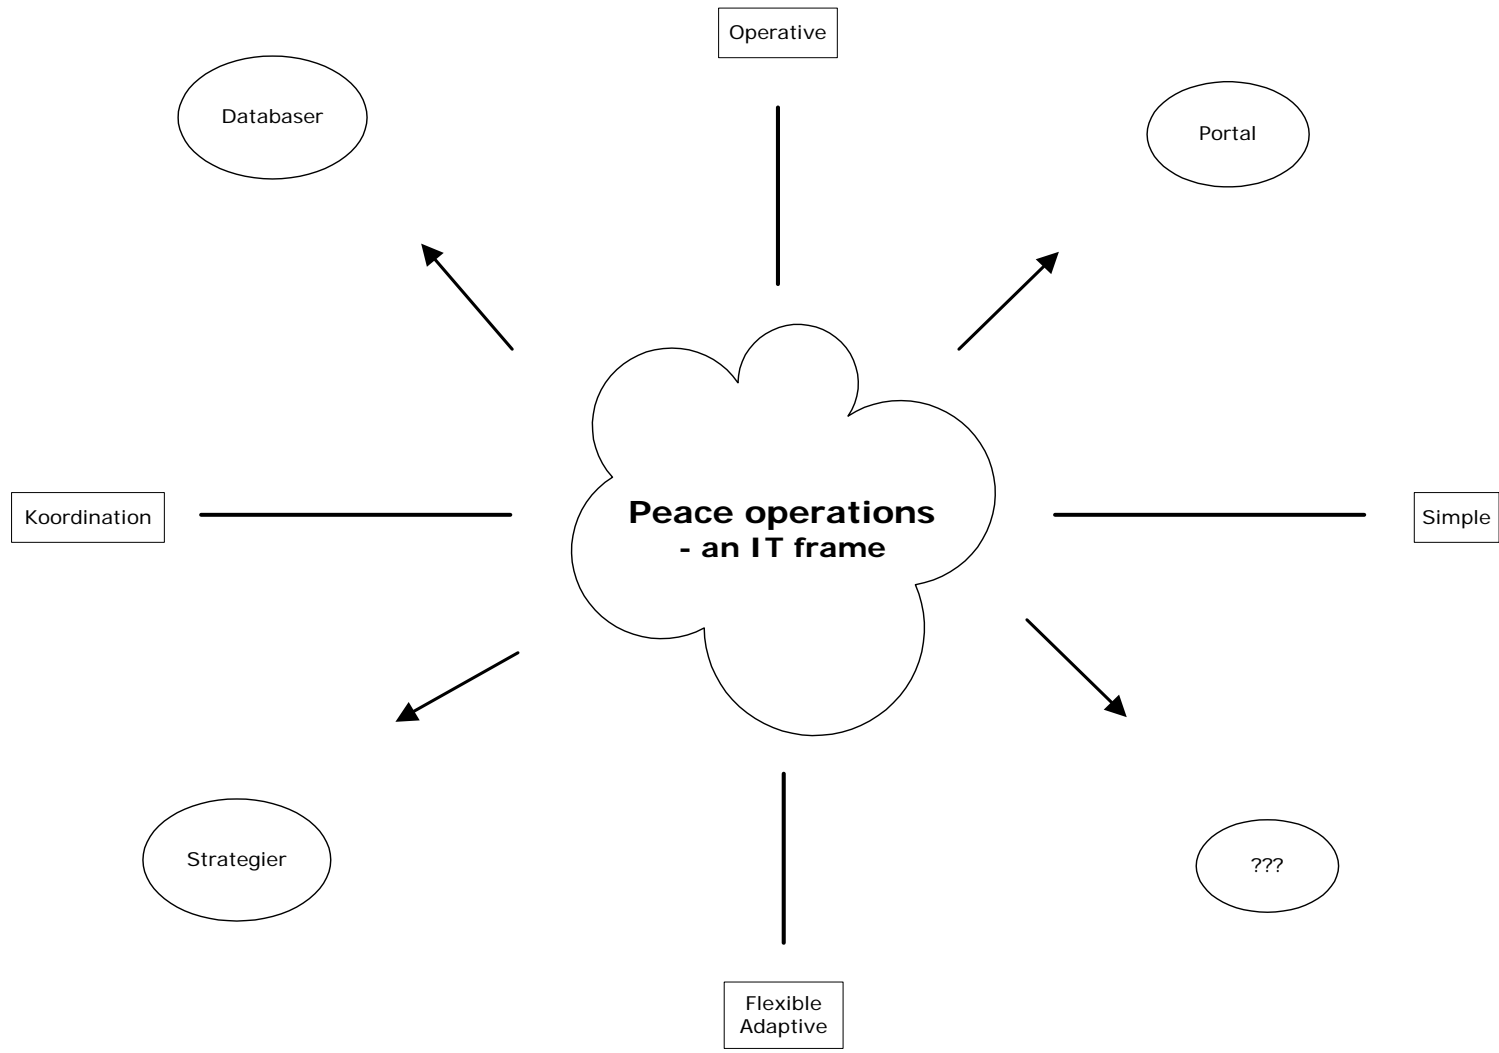 Operative
Databaser
Portal
Koordination
Peace operations
- an IT frame
Simple
Strategier
???
Flexible
Adaptive